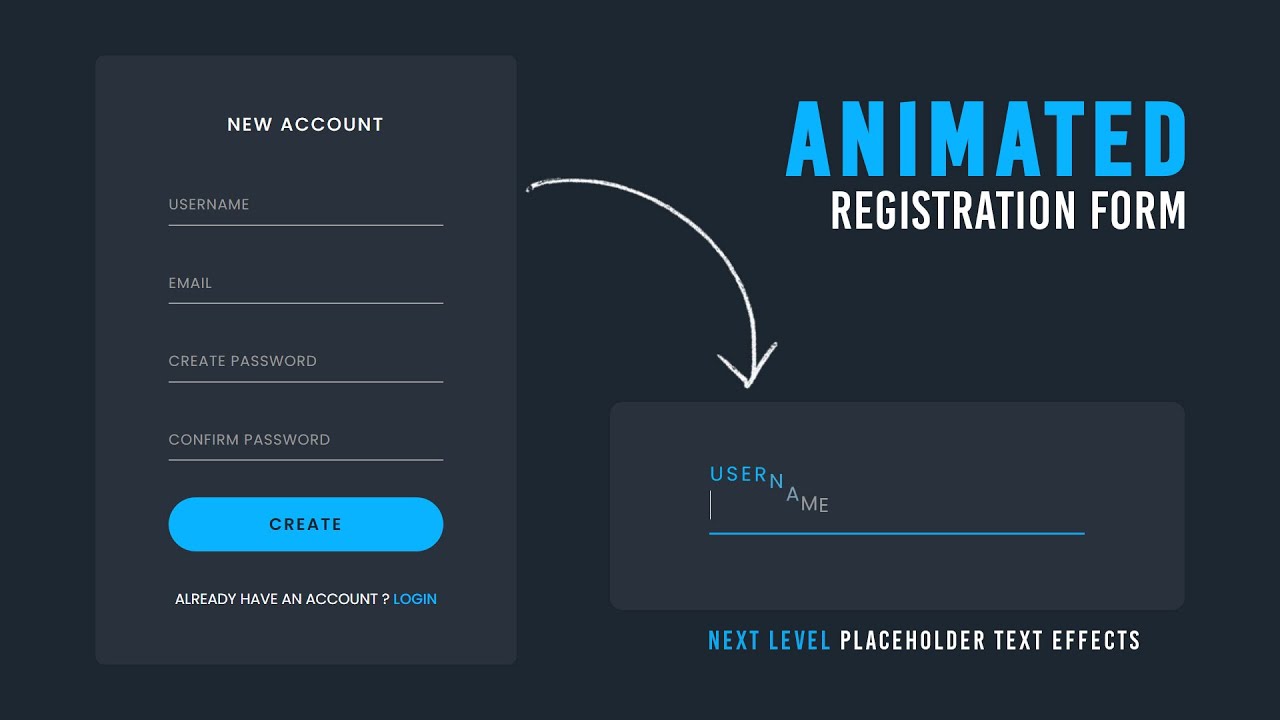 NEW ACCOUNT
USERNAME
EMAIL
CREATE PASSWORD
CONFIRM PASSWORD
CREATE
ALREADY HAVE AN ACCOUNT ? LOGIN
ANIMATED
REGISTRATION FORM
USERNAME
NEXT LEVEL PLACEHOLDER TEXT EFFECTS